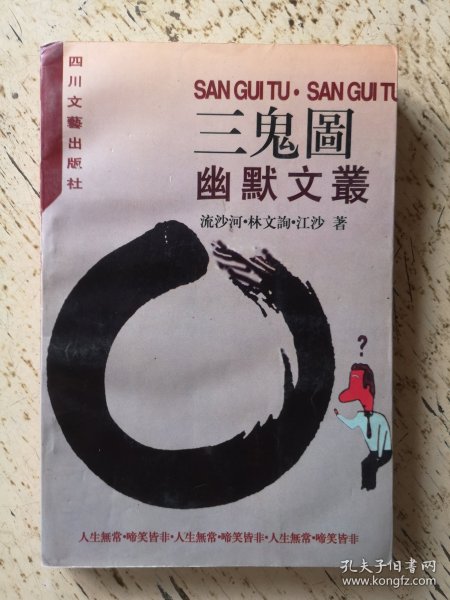 四川文藝出版社
SAN GUI TU · SAN GUI TU
三鬼圖
幽默文叢
流沙河·林文詢·江沙 著
?
人生無常·啼笑皆非·人生無常·啼笑皆非·人生無常·啼笑皆非
孔夫子旧书网
www.kongfz.com